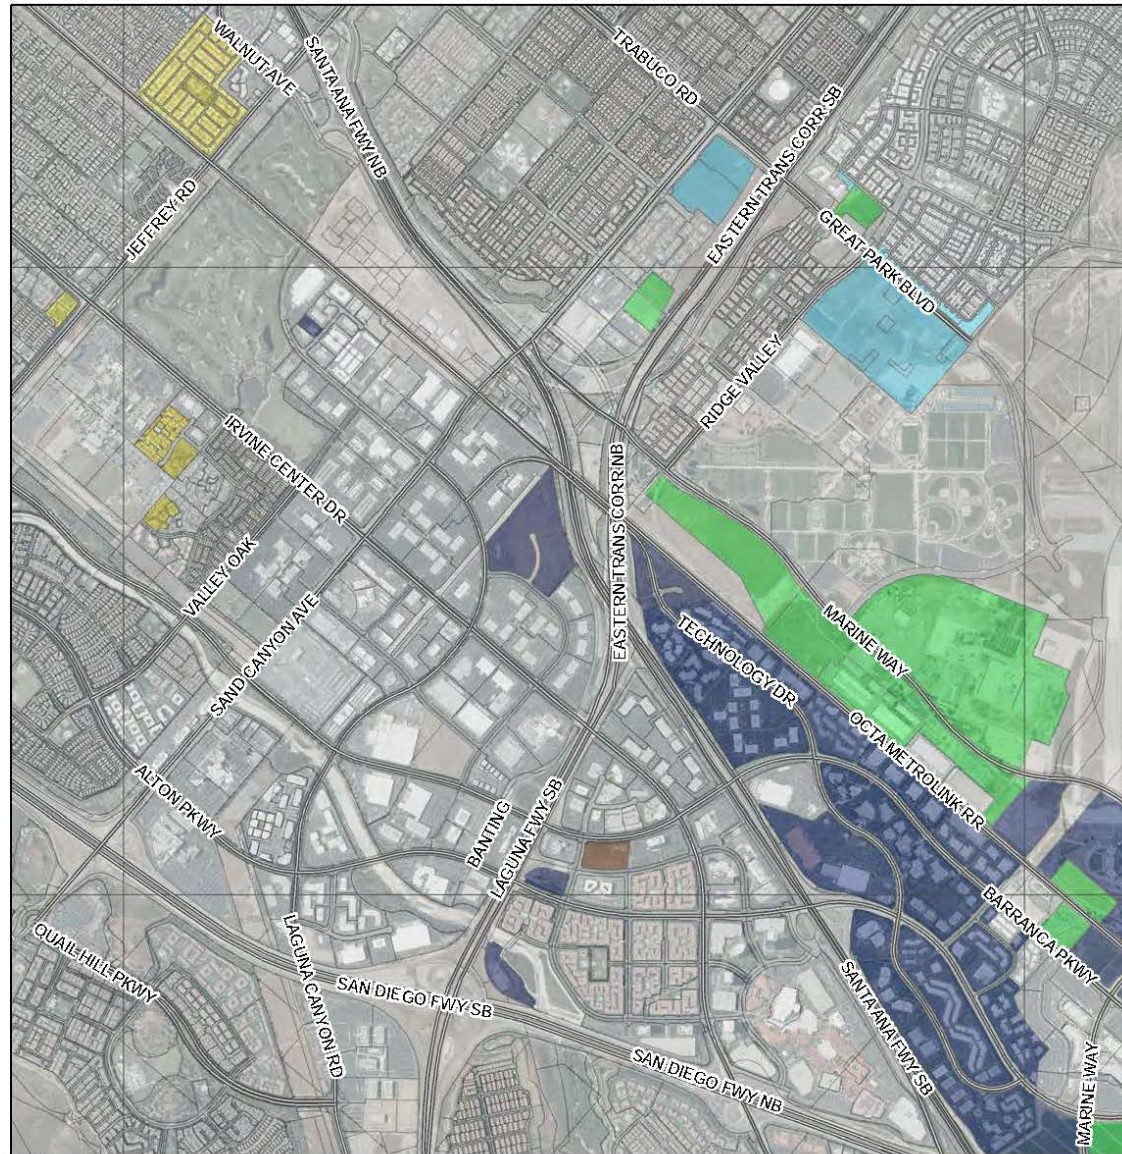 WALNUT AVE
SANTA ANA FWY NB
TRABUCO RD
EASTERN TRANS CORR SB
JEFFREY RD
GREAT PARK BLVD
RIDGE VALLEY
IRVINE CENTER DR
EASTERN TRANS CORR NB
VALLEY OAK
SAND CANYON AVE
TECHNOLOGY DR
MARINE WAY
OCTA METROLINK RR
ALTON PKWY
BANTING
LAGUNA FWY SB
BARRANCA PKWY
QUAIL HILL PKWY
LAGUNA CANYON RD
SAN DIEGO FWY SB
SANTA ANA FWY SB
SAN DIEGO FWY NB
MARINE WAY